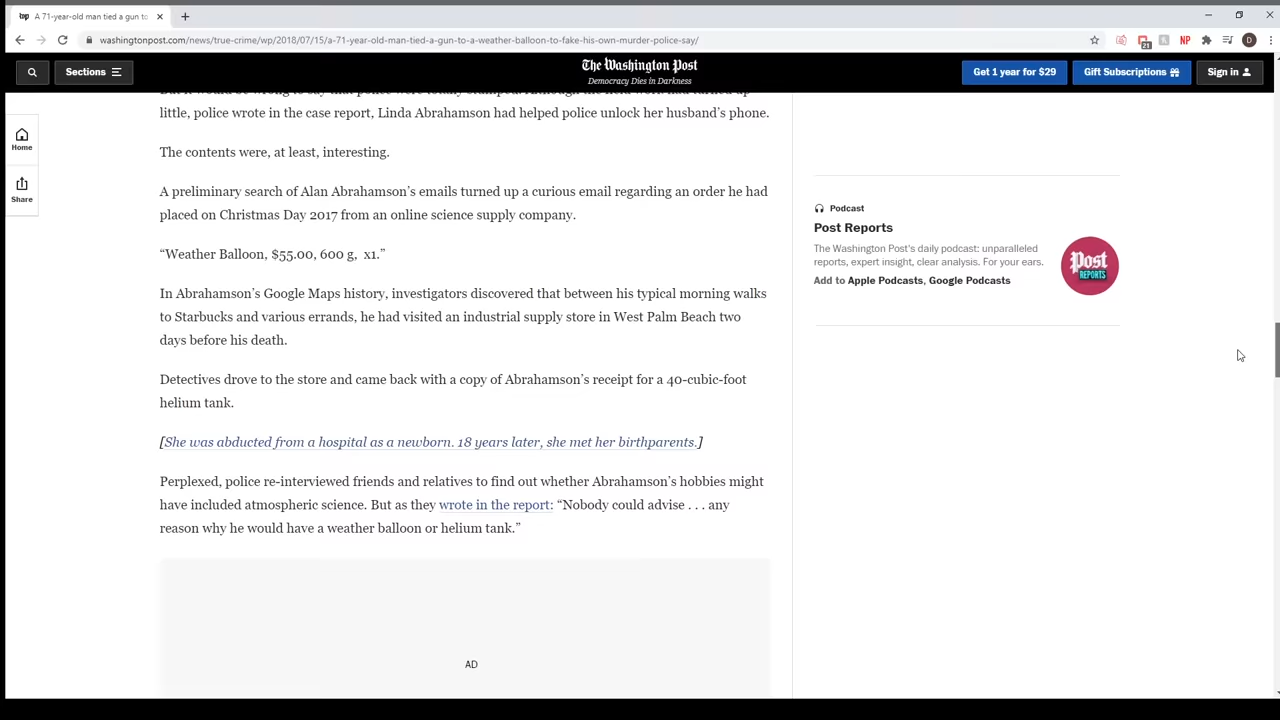 A 71-year-old man tied a gun to
washingtonpost.com/news/true-crime/wp/2018/07/15/a-71-year-old-man-tied-a-gun-to-a-weather-balloon-to-fake-his-own-murder-police-say/
21
NP
D
Sections
The Washington Post
Democracy Dies in Darkness
Get 1 year for $29
Gift Subscriptions
Sign in
Home
Share
little, police wrote in the case report, Linda Abrahamson had helped police unlock her husband’s phone.
The contents were, at least, interesting.
A preliminary search of Alan Abrahamson’s emails turned up a curious email regarding an order he had
placed on Christmas Day 2017 from an online science supply company.
“Weather Balloon, $55.00, 600 g,  x1.”
In Abrahamson’s Google Maps history, investigators discovered that between his typical morning walks
to Starbucks and various errands, he had visited an industrial supply store in West Palm Beach two
days before his death.
Detectives drove to the store and came back with a copy of Abrahamson’s receipt for a 40-cubic-foot
helium tank.
[She was abducted from a hospital as a newborn. 18 years later, she met her birthparents.]
Perplexed, police re-interviewed friends and relatives to find out whether Abrahamson’s hobbies might
have included atmospheric science. But as they wrote in the report: “Nobody could advise . . . any
reason why he would have a weather balloon or helium tank.”
AD
Podcast
Post Reports
The Washington Post's daily podcast: unparalleled
reports, expert insight, clear analysis. For your ears.
Add to Apple Podcasts, Google Podcasts
Post
REPORTS